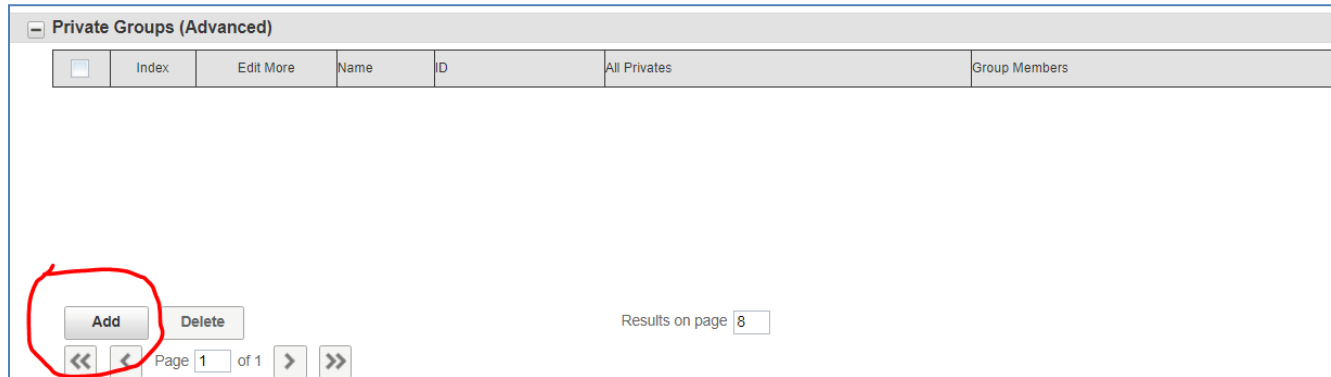 Private Groups (Advanced)
Index Edit More Name ID All Privates Group Members
Add Delete Results on page 8
Page 1 of 1